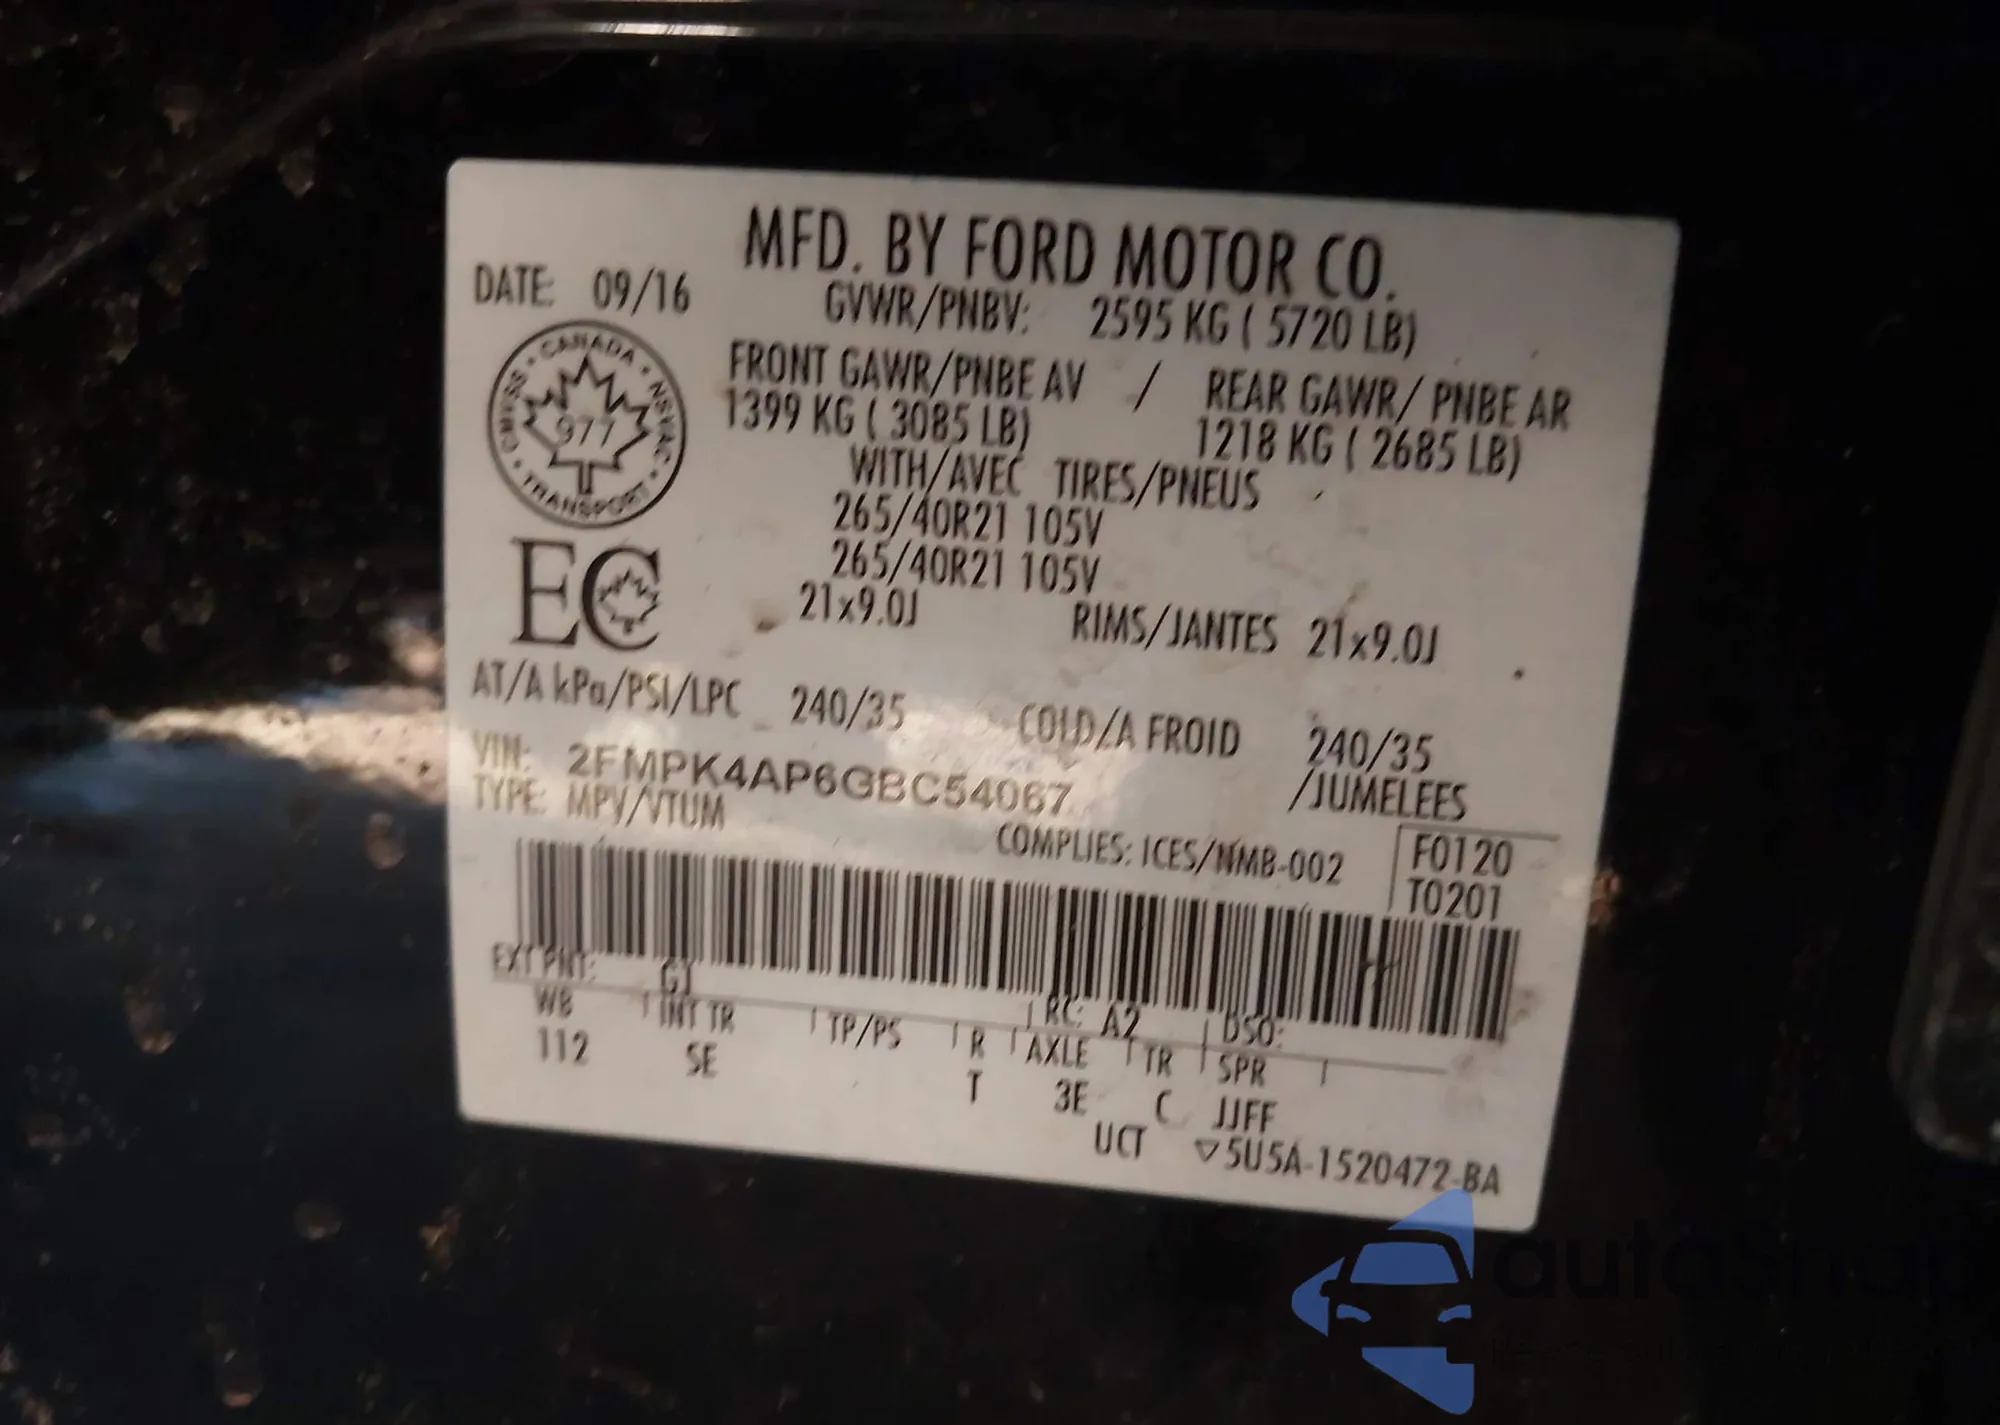 MFD. BY FORD MOTOR CO.
DATE: 09/16
GVWR/PNBV: 2595 KG ( 5720 LB)
FRONT GAWR/PNBE AV / REAR GAWR/ PNBE AR
1399 KG ( 3085 LB) 1218 KG ( 2685 LB)
WITH/AVEC TIRES/PNEUS
265/40R21 105V
265/40R21 105V
21x9.0J RIMS/JANTES 21x9.0J
CANADA · NSVAC · TRANSPORT · CMVSS ·
977
EC
AT/A kPa/PSI/LPC 240/35 COLD/A FROID 240/35
/JUMELEES
VIN: 2FMPK4AP6GBC54067
TYPE: MPV/VTUM
COMPLIES: ICES/NMB-002
F0120
T0201
EXT PNT: G1 RC: A2 DSO:
WB INT TR TP/PS R AXLE TR SPR
112 SE T 3E C JJFF
UCT ▽5U5A-1520472-BA
autoSnap